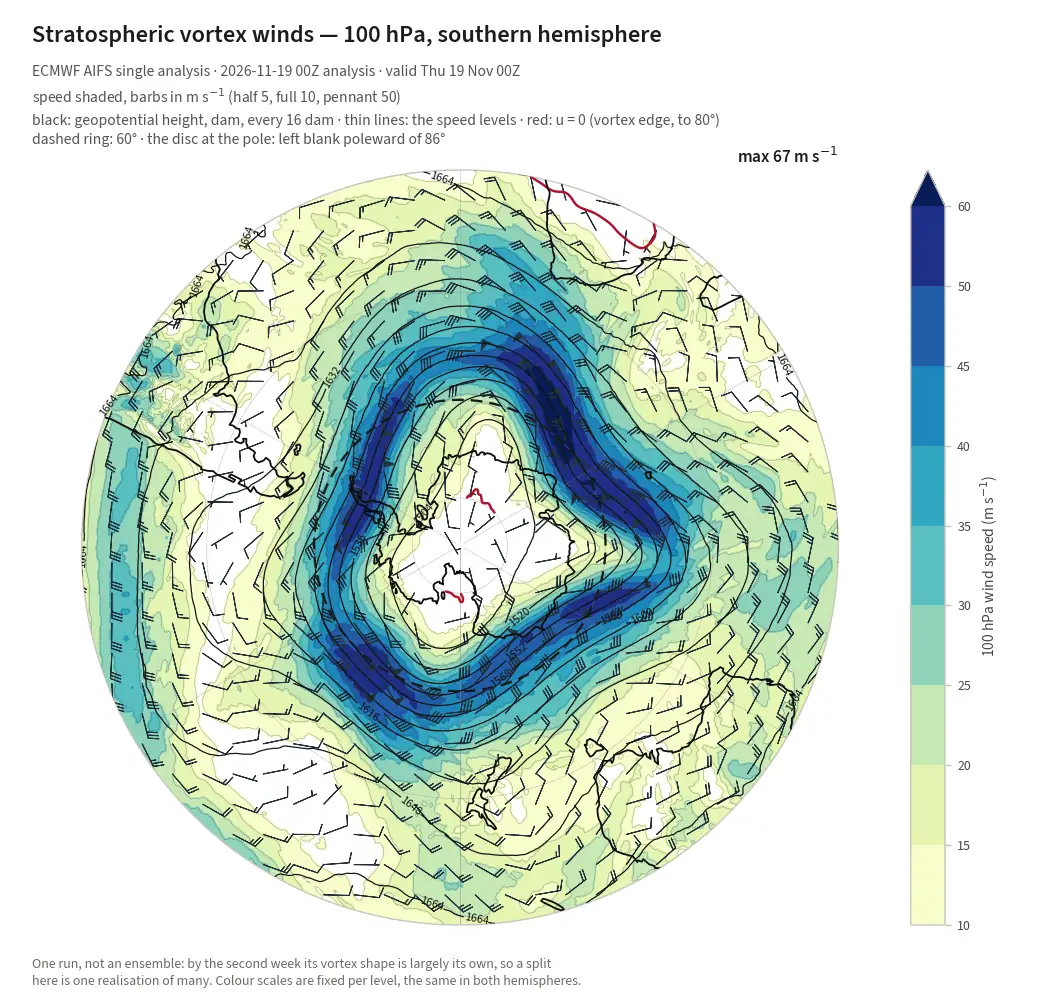 Stratospheric vortex winds — 100 hPa, southern hemisphere
ECMWF AIFS single analysis · 2026-11-19 00Z analysis · valid Thu 19 Nov 00Z
speed shaded, barbs in m s⁻¹ (half 5, full 10, pennant 50)
black: geopotential height, dam, every 16 dam · thin lines: the speed levels · red: u = 0 (vortex edge, to 80°)
dashed ring: 60° · the disc at the pole: left blank poleward of 86°
max 67 m s⁻¹
1664
1664
1664
1664
1664
1664
1632
1664
1520
1552
1568
1616
1664
1648
1664
1664
60
50
45
40
35
30
25
20
15
10
100 hPa wind speed (m s⁻¹)
One run, not an ensemble: by the second week its vortex shape is largely its own, so a split
here is one realisation of many. Colour scales are fixed per level, the same in both hemispheres.